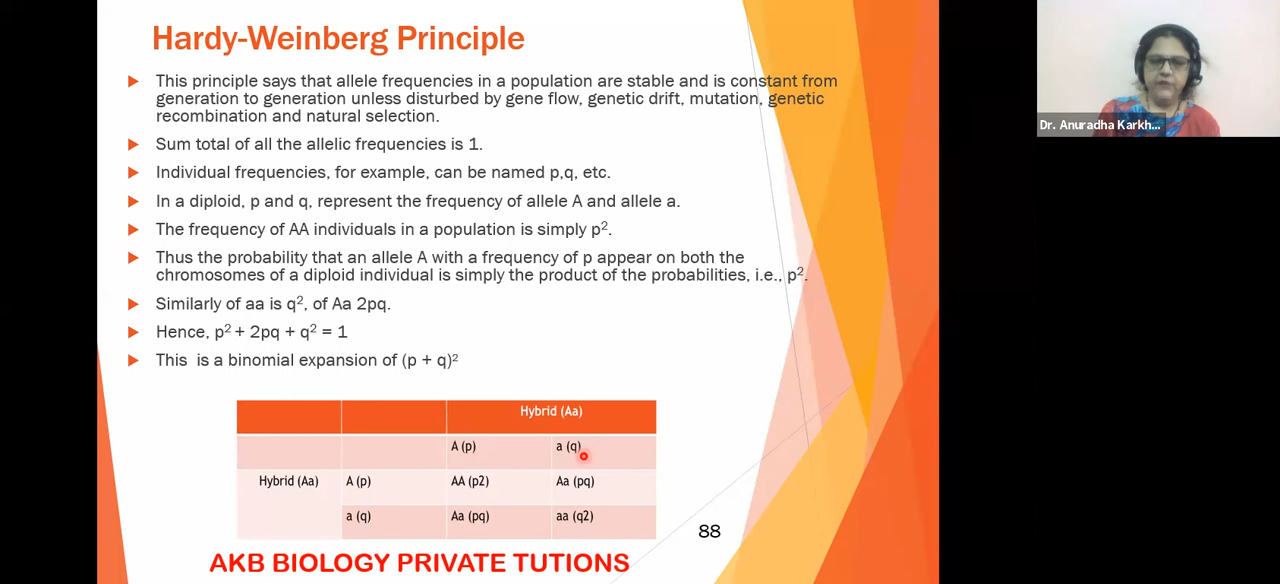 Hardy-Weinberg Principle
This principle says that allele frequencies in a population are stable and is constant from
generation to generation unless disturbed by gene flow, genetic drift, mutation, genetic
recombination and natural selection.
Sum total of all the allelic frequencies is 1.
Individual frequencies, for example, can be named p,q, etc.
In a diploid, p and q, represent the frequency of allele A and allele a.
The frequency of AA individuals in a population is simply p².
Thus the probability that an allele A with a frequency of p appear on both the
chromosomes of a diploid individual is simply the product of the probabilities, i.e., p².
Similarly of aa is q², of Aa 2pq.
Hence, p² + 2pq + q² = 1
This is a binomial expansion of (p + q)²
Hybrid (Aa)
A (p) a (q)
Hybrid (Aa) A (p) AA (p2) Aa (pq)
a (q) Aa (pq) aa (q2)
88
AKB BIOLOGY PRIVATE TUTIONS
Dr. Anuradha Karkh...